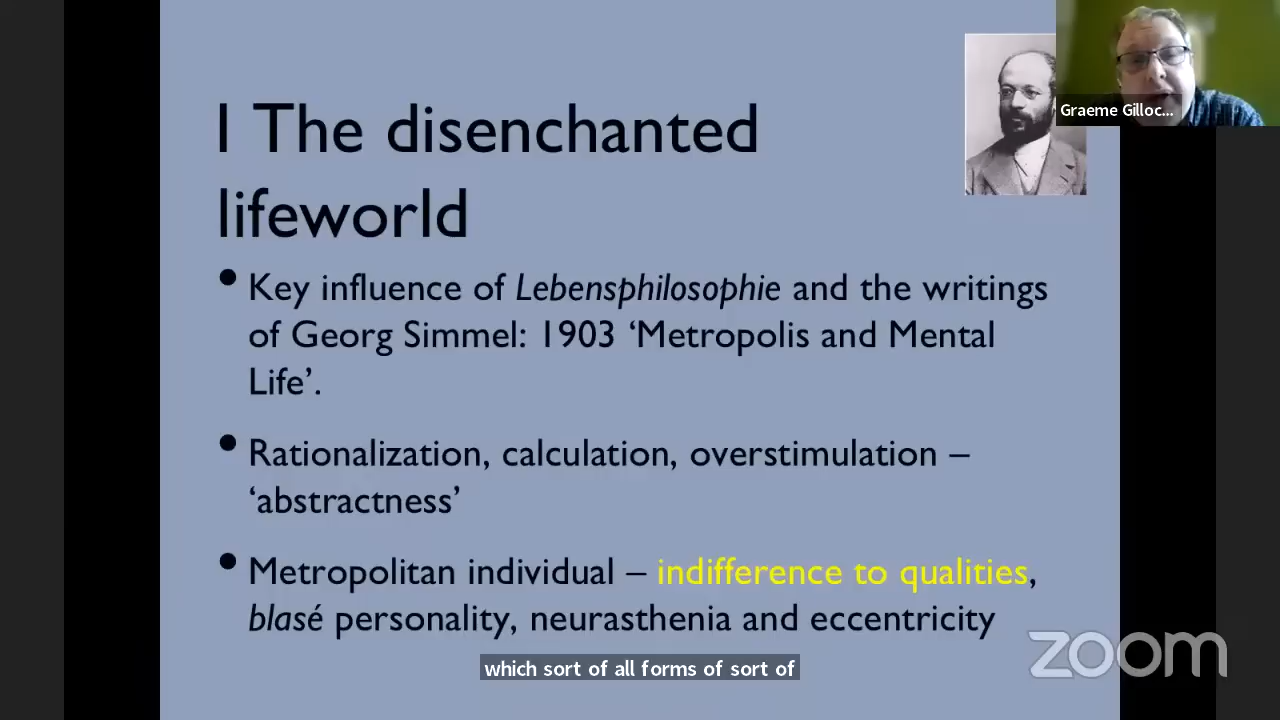 I The disenchanted
lifeworld
Graeme Gilloc...
• Key influence of Lebensphilosophie and the writings
of Georg Simmel: 1903 ‘Metropolis and Mental
Life’.
• Rationalization, calculation, overstimulation –
‘abstractness’
• Metropolitan individual – indifference to qualities,
blasé personality, neurasthenia and eccentricity
which sort of all forms of sort of
zoom